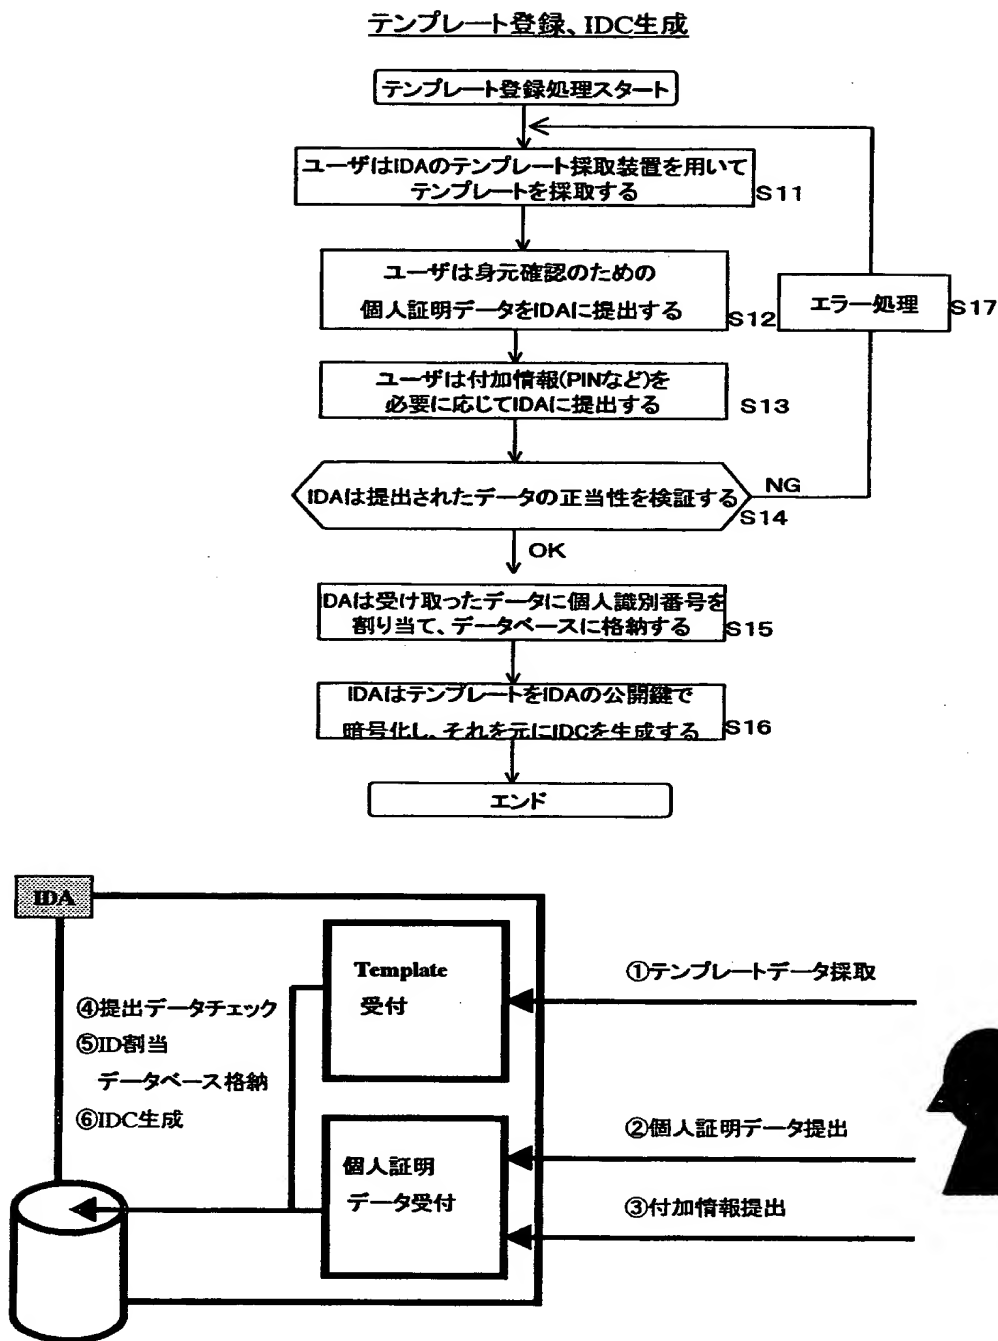 テンプレート登録、IDC生成
テンプレート登録処理スタート
ユーザはIDAのテンプレート採取装置を用いて
テンプレートを採取する
S11
ユーザは身元確認のための
個人証明データをIDAに提出する
S12
エラー処理
S17
ユーザは付加情報(PINなど)を
必要に応じてIDAに提出する
S13
IDAは提出されたデータの正当性を検証する
NG
S14
OK
IDAは受け取ったデータに個人識別番号を
割り当て、データベースに格納する
S15
IDAはテンプレートをIDAの公開鍵で
暗号化し、それを元にIDCを生成する
S16
エンド
IDA
Template
受付
①テンプレートデータ採取
④提出データチェック
⑤ID割当
データベース格納
⑥IDC生成
②個人証明データ提出
個人証明
データ受付
③付加情報提出